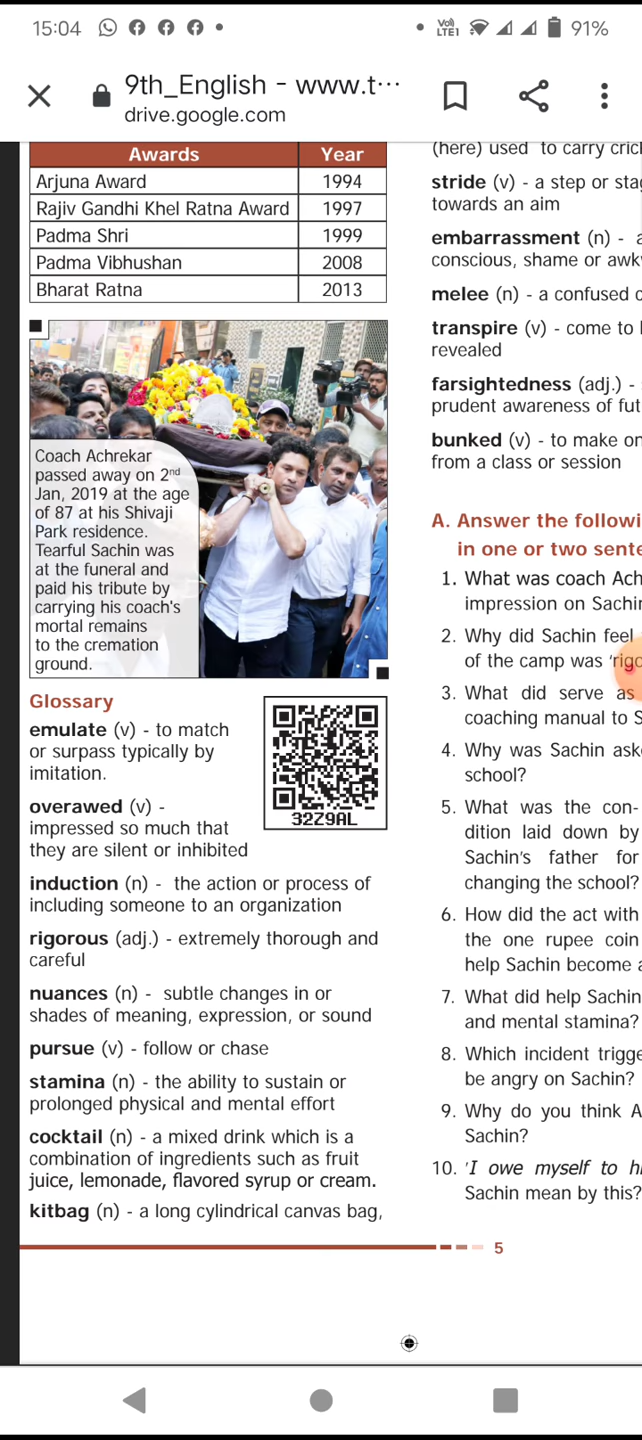 15:04
Vo) LTE1 91%
9th_English - www.t···
drive.google.com
Awards Year
Arjuna Award 1994
Rajiv Gandhi Khel Ratna Award 1997
Padma Shri 1999
Padma Vibhushan 2008
Bharat Ratna 2013
Coach Achrekar
passed away on 2nd
Jan, 2019 at the age
of 87 at his Shivaji
Park residence.
Tearful Sachin was
at the funeral and
paid his tribute by
carrying his coach's
mortal remains
to the cremation
ground.
Glossary
emulate (v) - to match
or surpass typically by
imitation.
32Z9AL
overawed (v) -
impressed so much that
they are silent or inhibited
induction (n) - the action or process of
including someone to an organization
rigorous (adj.) - extremely thorough and
careful
nuances (n) - subtle changes in or
shades of meaning, expression, or sound
pursue (v) - follow or chase
stamina (n) - the ability to sustain or
prolonged physical and mental effort
cocktail (n) - a mixed drink which is a
combination of ingredients such as fruit
juice, lemonade, flavored syrup or cream.
kitbag (n) - a long cylindrical canvas bag,
(here) used to carry
stride (v) - a step or
towards an aim
embarrassment (n) -
conscious, shame or
melee (n) - a confused
transpire (v) - come to
revealed
farsightedness (adj.) -
prudent awareness of
bunked (v) - to make
from a class or session
A. Answer the
in one or two
1. What was coach
impression on
2. Why did Sachin feel
of the camp was
3. What did serve as
coaching manual to
4. Why was Sachin
school?
5. What was the con-
dition laid down by
Sachin's father for
changing the school?
6. How did the act with
the one rupee coin
help Sachin become
7. What did help Sachin
and mental stamina?
8. Which incident
be angry on Sachin?
9. Why do you think
Sachin?
10. 'I owe myself to
Sachin mean by this?
5